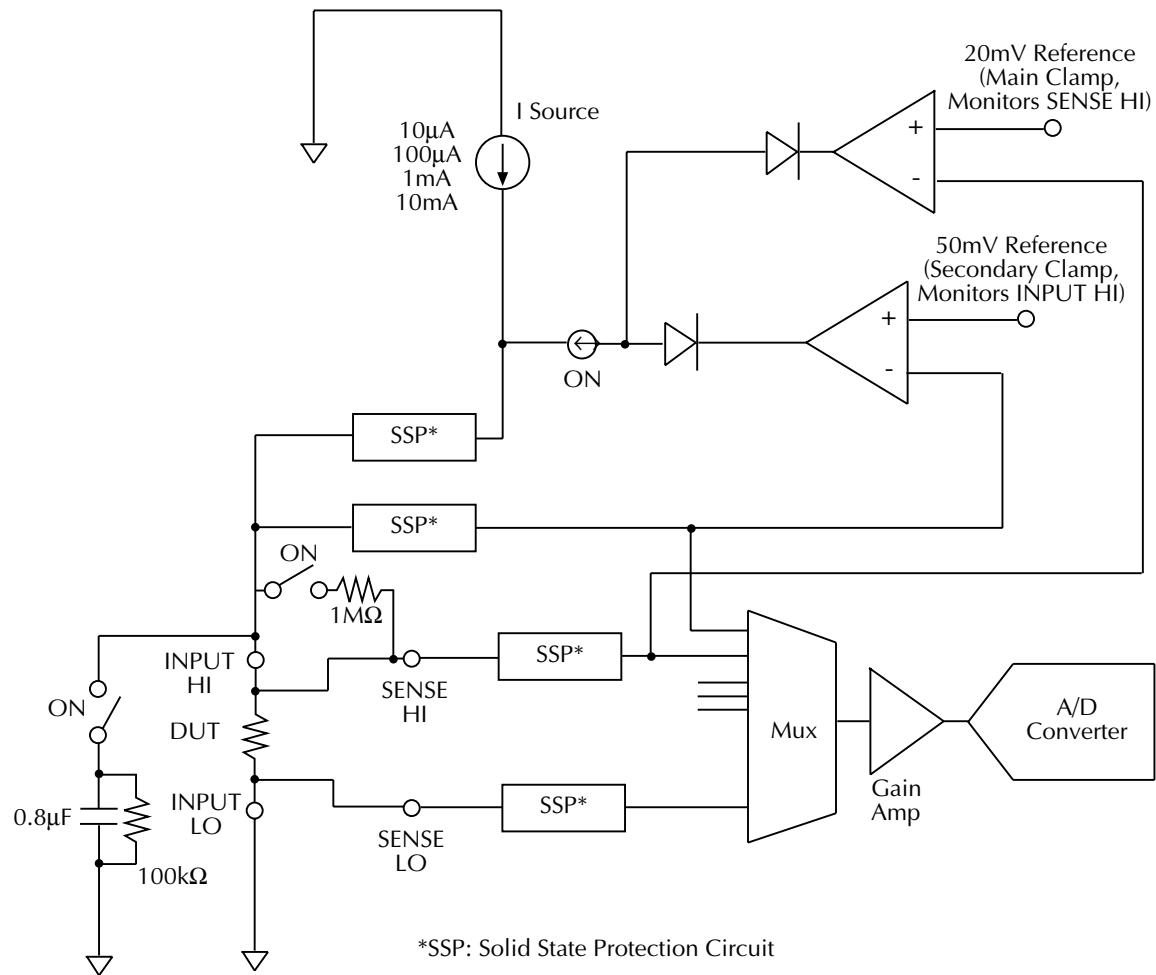 20mV Reference
(Main Clamp,
Monitors SENSE HI)
I Source
10μA
100μA
1mA
10mA
+
-
50mV Reference
(Secondary Clamp,
Monitors INPUT HI)
+
-
ON
SSP*
SSP*
ON
1MΩ
INPUT
HI
SENSE
HI
SSP*
ON
DUT
Mux
A/D
Converter
Gain
Amp
0.8μF
INPUT
LO
SSP*
SENSE
LO
100kΩ
*SSP: Solid State Protection Circuit